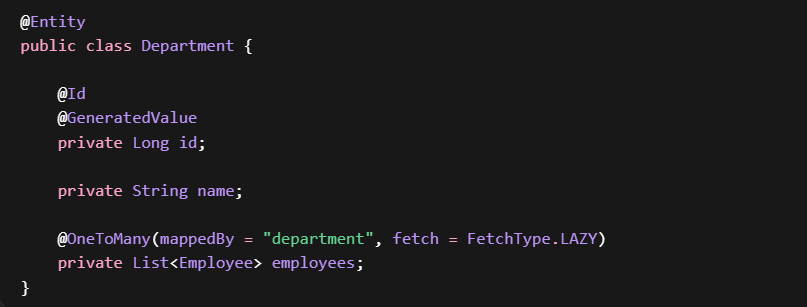 @Entity
public class Department {
@Id
@GeneratedValue
private Long id;
private String name;
@OneToMany(mappedBy = "department", fetch = FetchType.LAZY)
private List<Employee> employees;
}